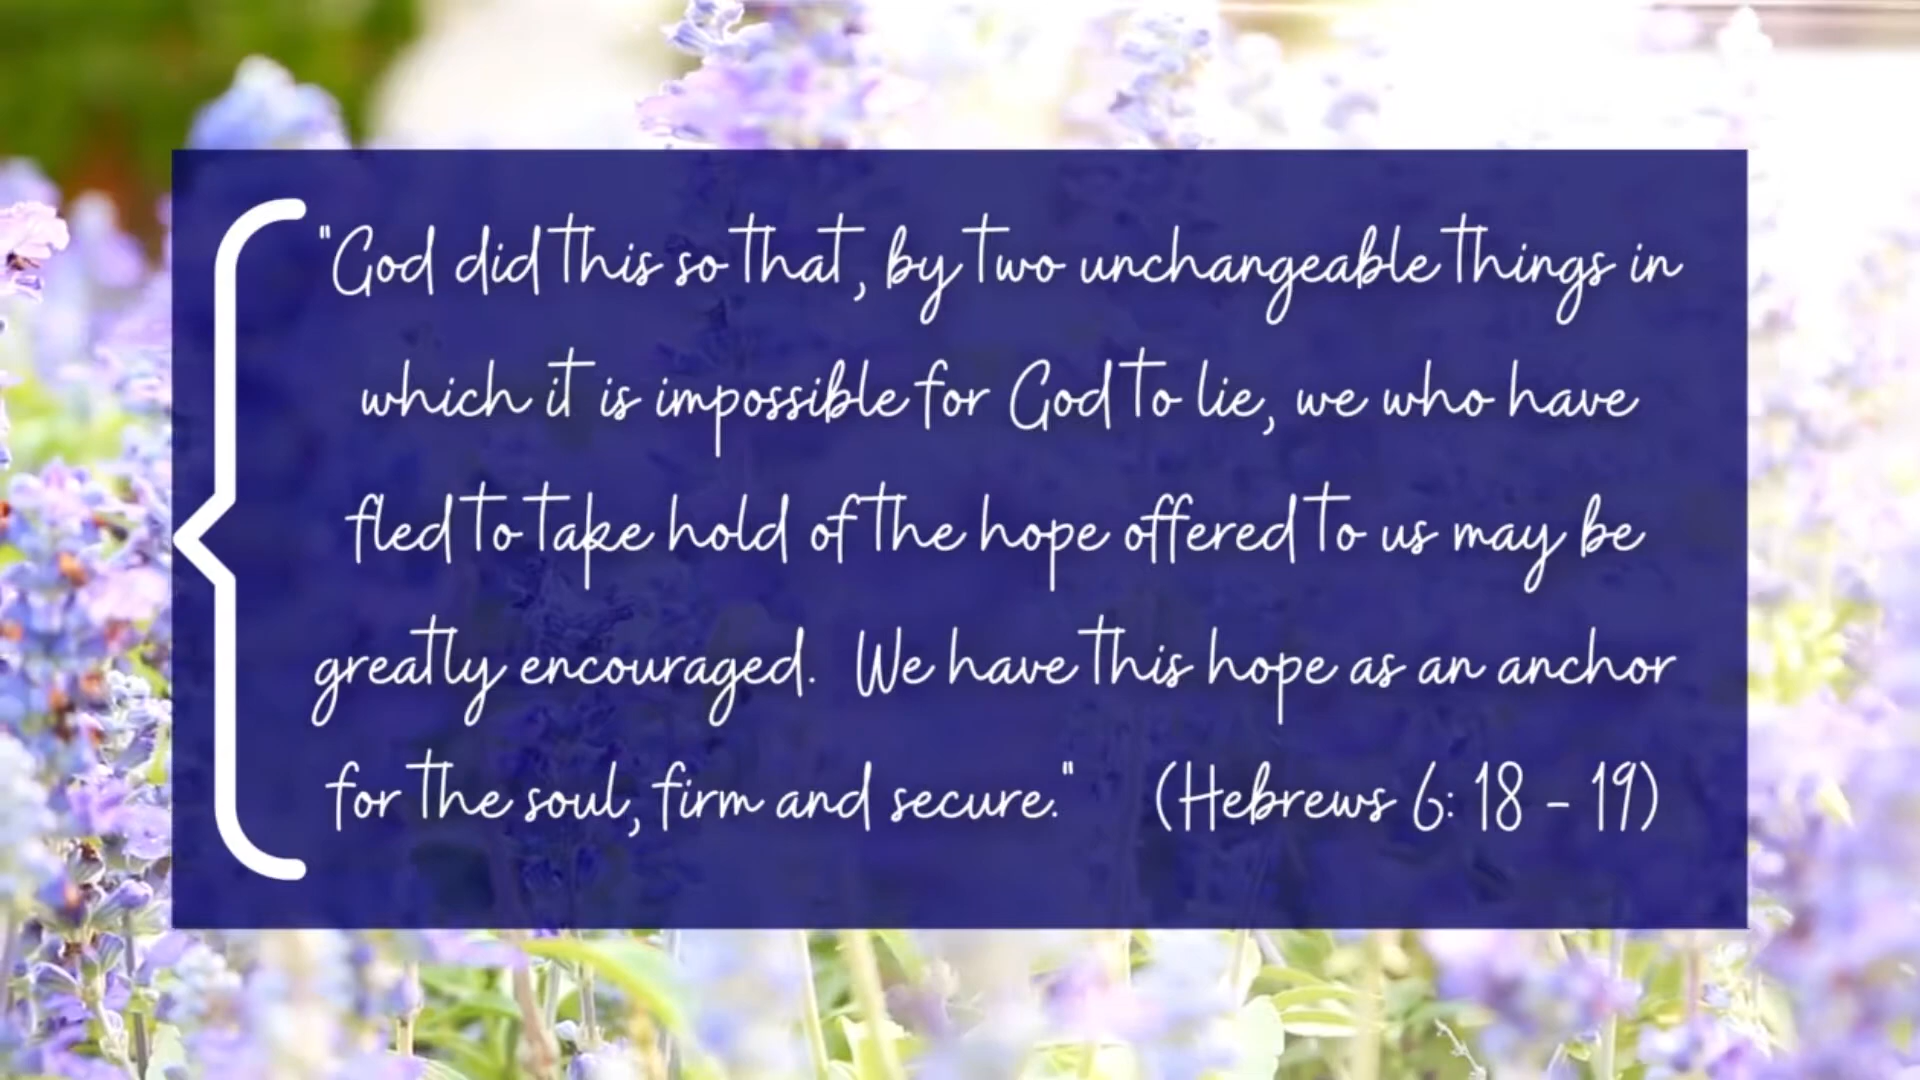 "God did this so that, by two unchangeable things in
which it is impossible for God to lie, we who have
fled to take hold of the hope offered to us may be
greatly encouraged. We have this hope as an anchor
for the soul, firm and secure." (Hebrews 6: 18 - 19)